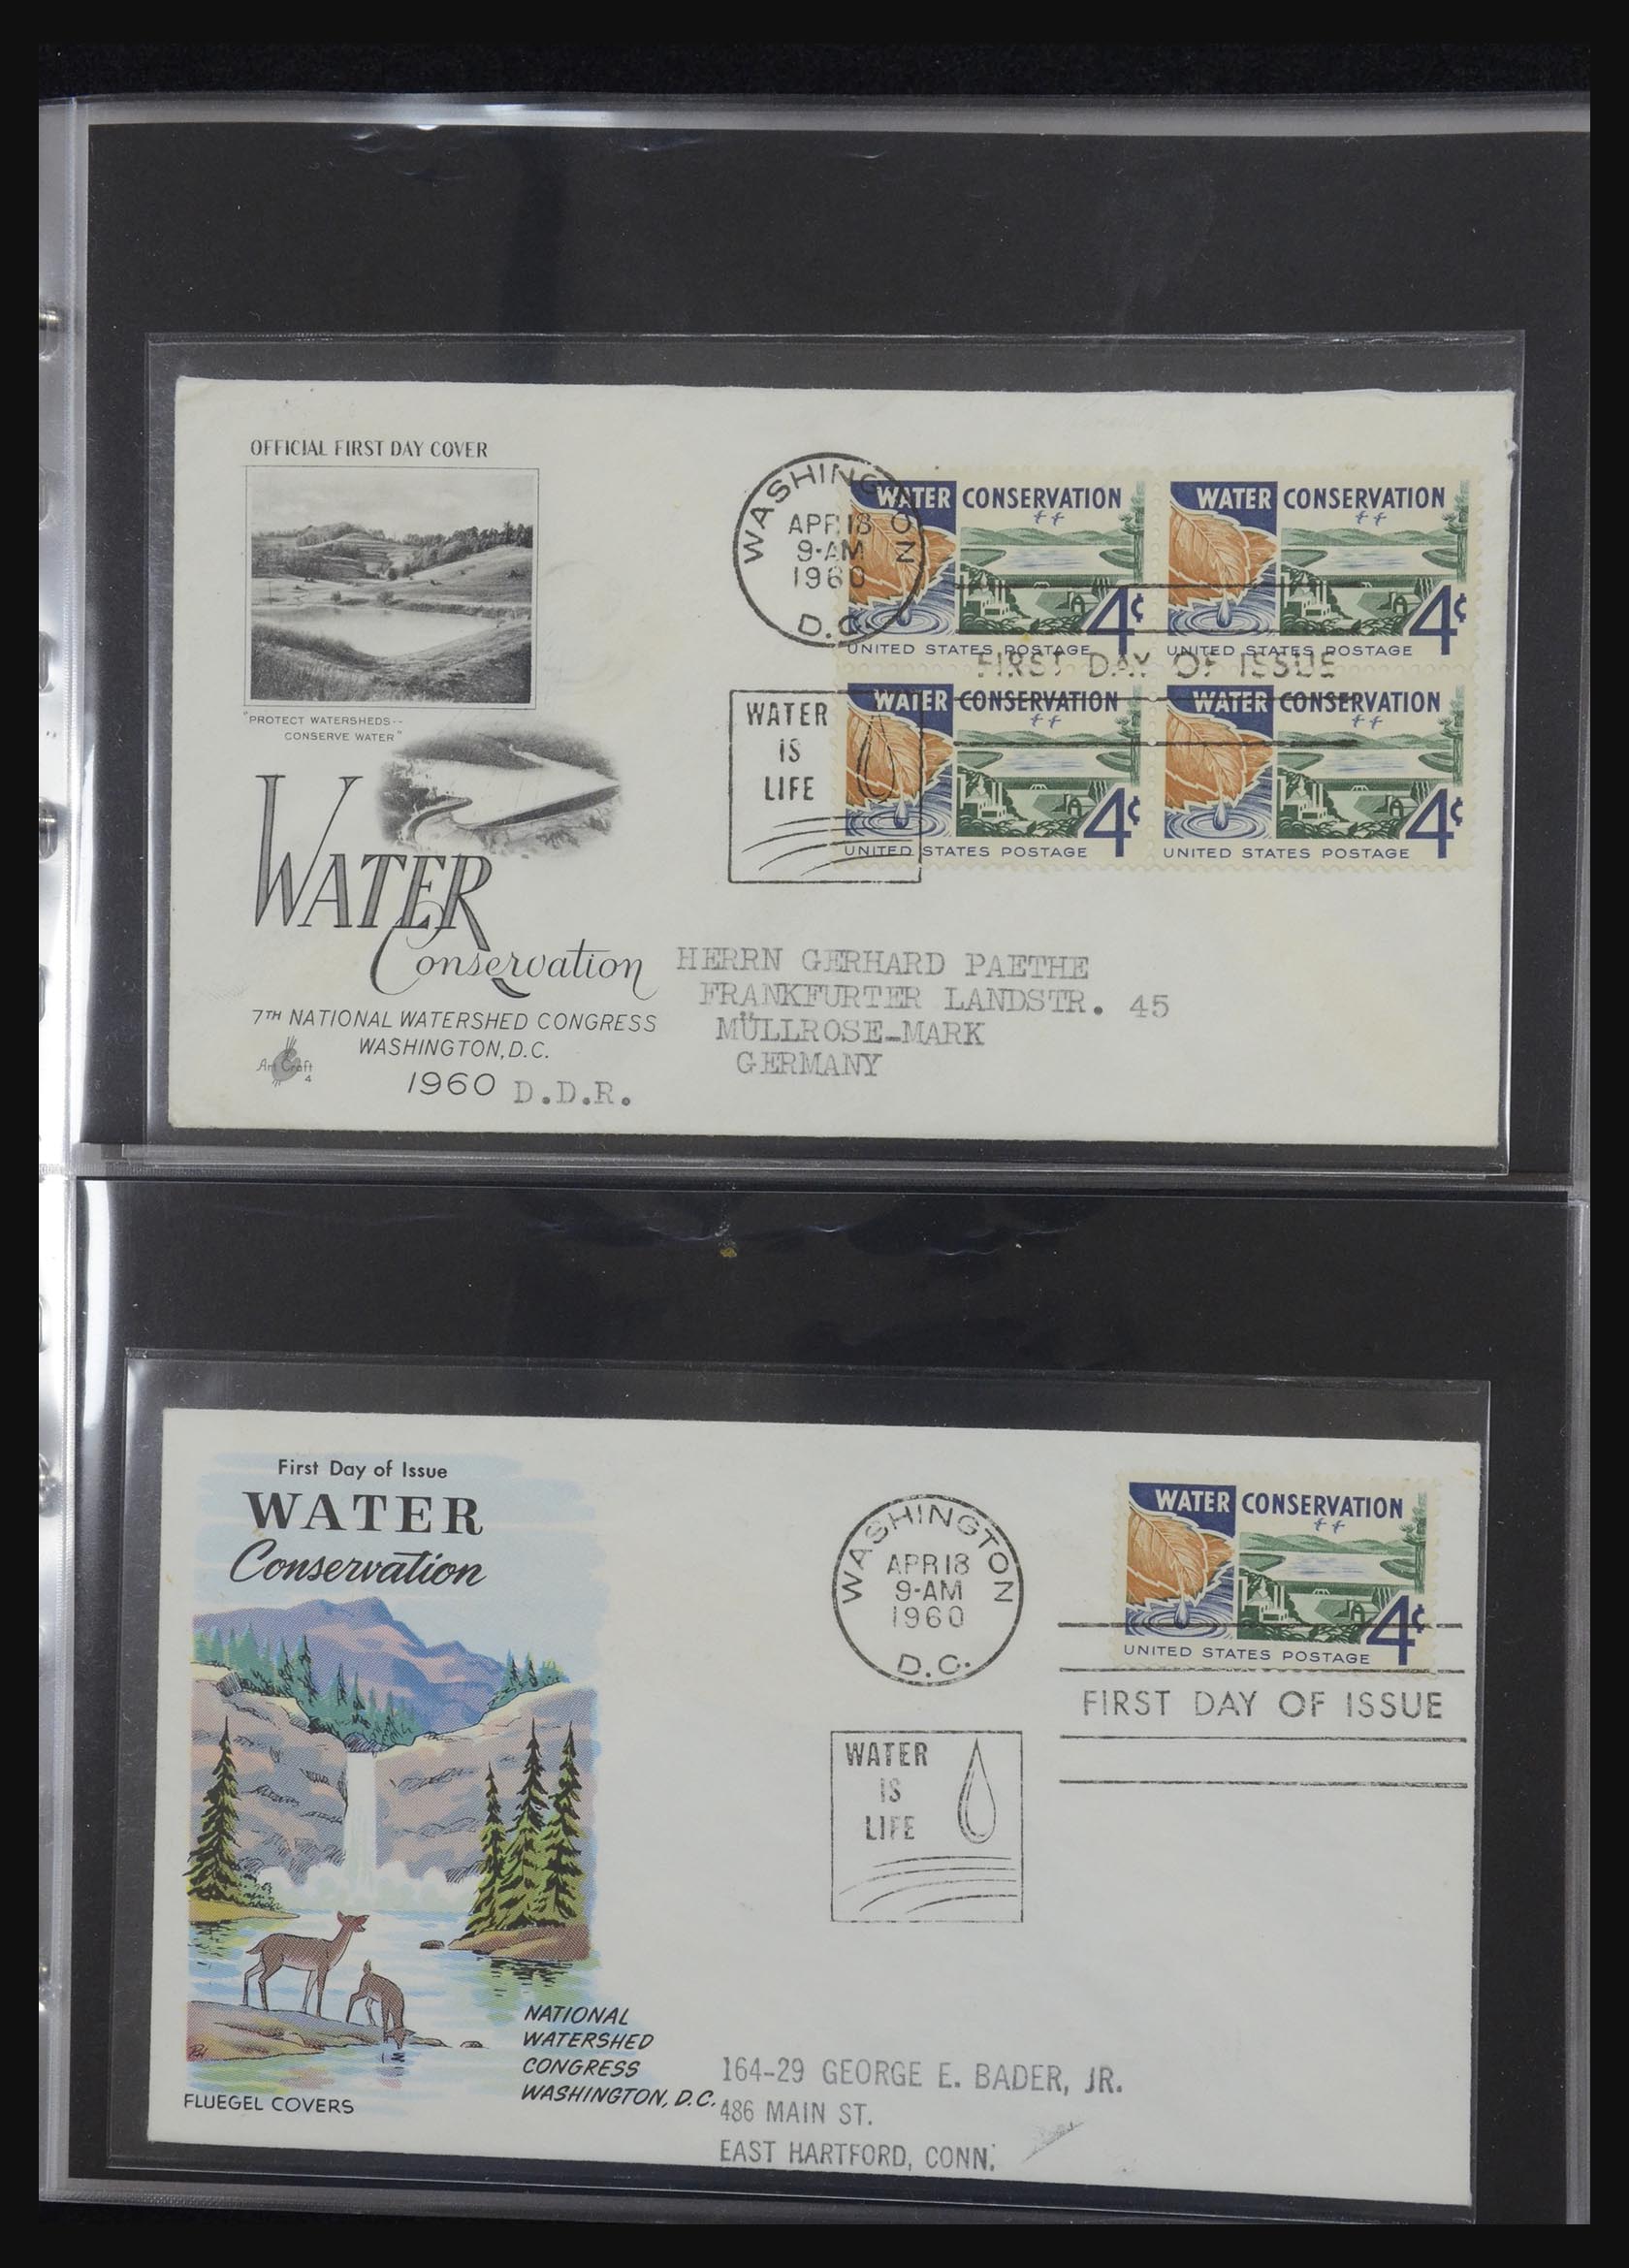 OFFICIAL FIRST DAY COVER
"PROTECT WATERSHEDS--
CONSERVE WATER"
WATER
Conservation
7TH NATIONAL WATERSHED CONGRESS
WASHINGTON, D.C.
1960
Art Craft
4
D.D.R.
WASHINGTON
APR 18
9-AM
1960
D.C.
WATER CONSERVATION
4¢
UNITED STATES POSTAGE
WATER CONSERVATION
4¢
UNITED STATES POSTAGE
FIRST DAY OF ISSUE
WATER CONSERVATION
4¢
UNITED STATES POSTAGE
WATER CONSERVATION
4¢
UNITED STATES POSTAGE
WATER
IS
LIFE
HERRN GERHARD PAETHE
FRANKFURTER LANDSTR. 45
MÜLLROSE-MARK
GERMANY
First Day of Issue
WATER
Conservation
NATIONAL
WATERSHED
CONGRESS
WASHINGTON, D.C.
FLUEGEL COVERS
WASHINGTON
APR 18
9-AM
1960
D.C.
WATER CONSERVATION
4¢
UNITED STATES POSTAGE
FIRST DAY OF ISSUE
WATER
IS
LIFE
164-29 GEORGE E. BADER, JR.
486 MAIN ST.
EAST HARTFORD, CONN.